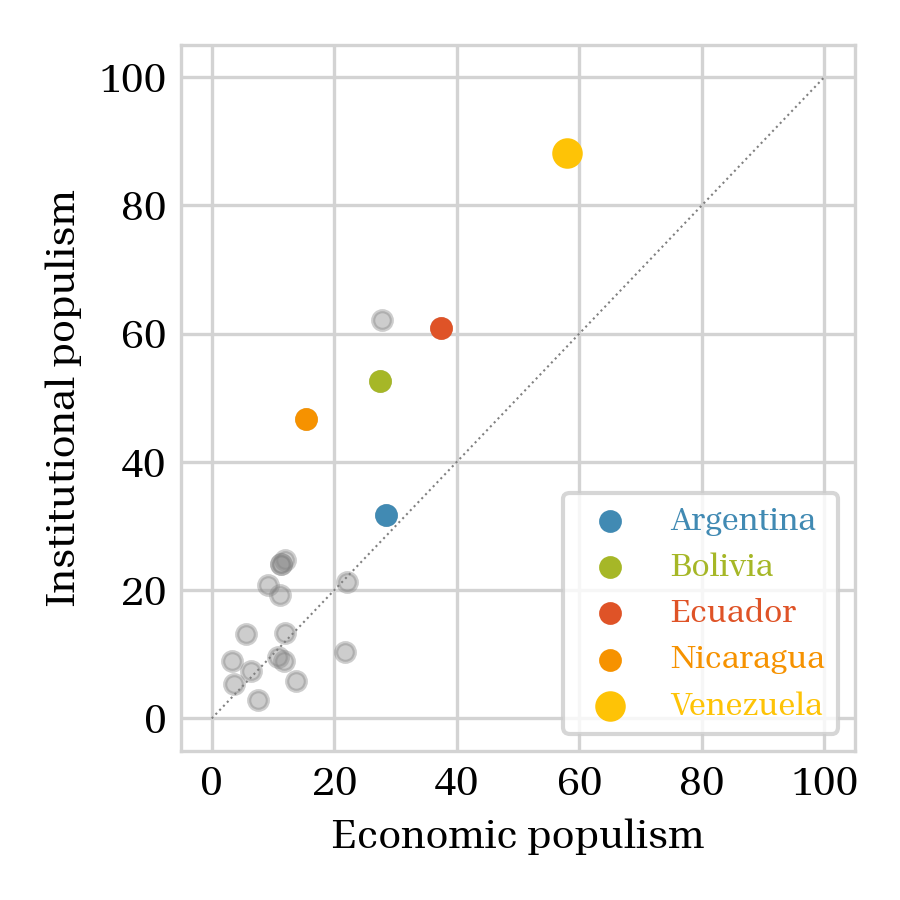 Institutional populism
100
80
60
40
20
0
0 20 40 60 80 100
Economic populism
Argentina
Bolivia
Ecuador
Nicaragua
Venezuela